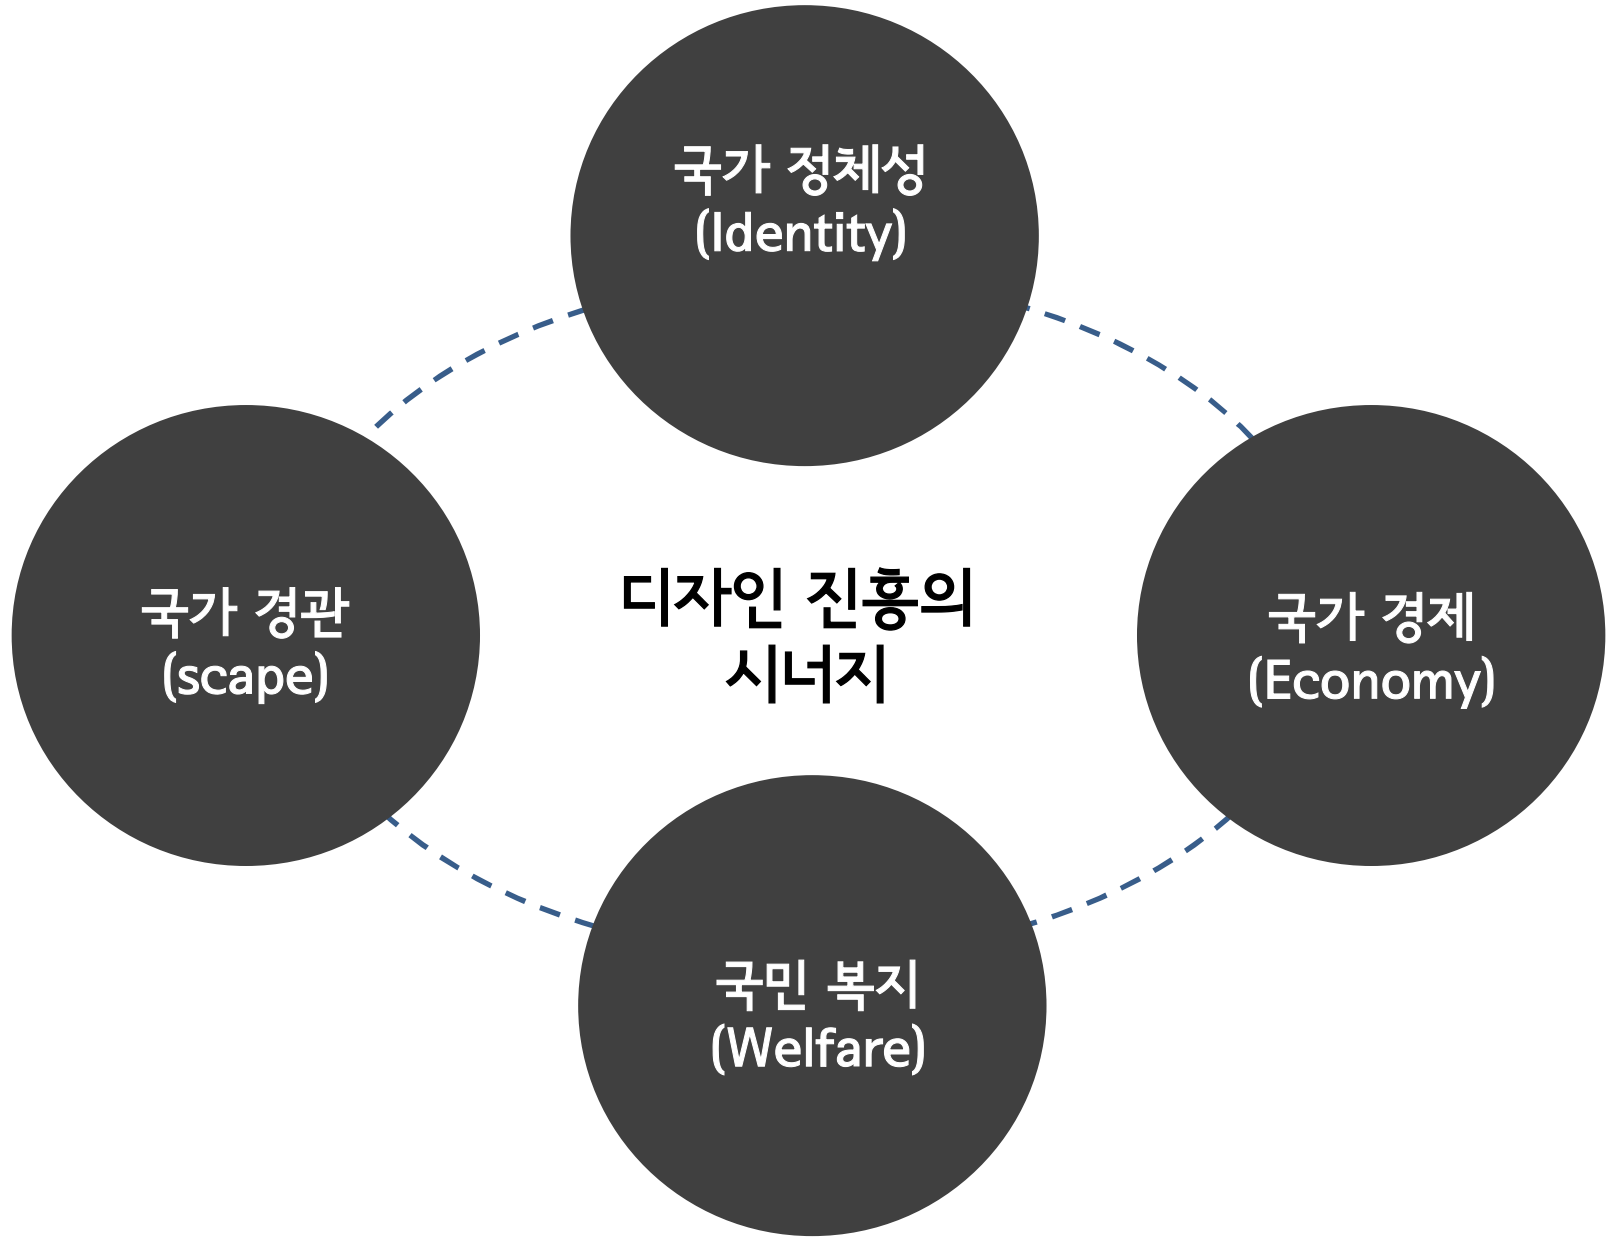 국가 정체성
(Identity)
국가 경관
(scape)
디자인 진흥의
시너지
국가 경제
(Economy)
국민 복지
(Welfare)